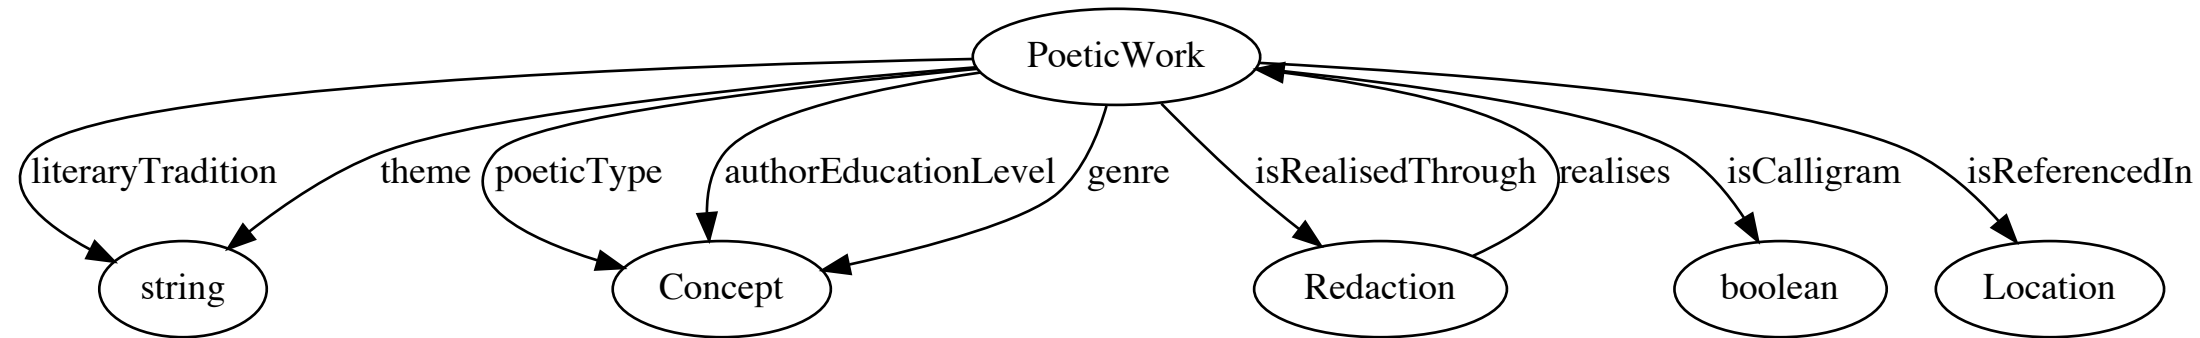 PoeticWork
literaryTradition theme poeticType authorEducationLevel genre isRealisedThrough realises isCalligram isReferencedIn
string Concept Redaction boolean Location